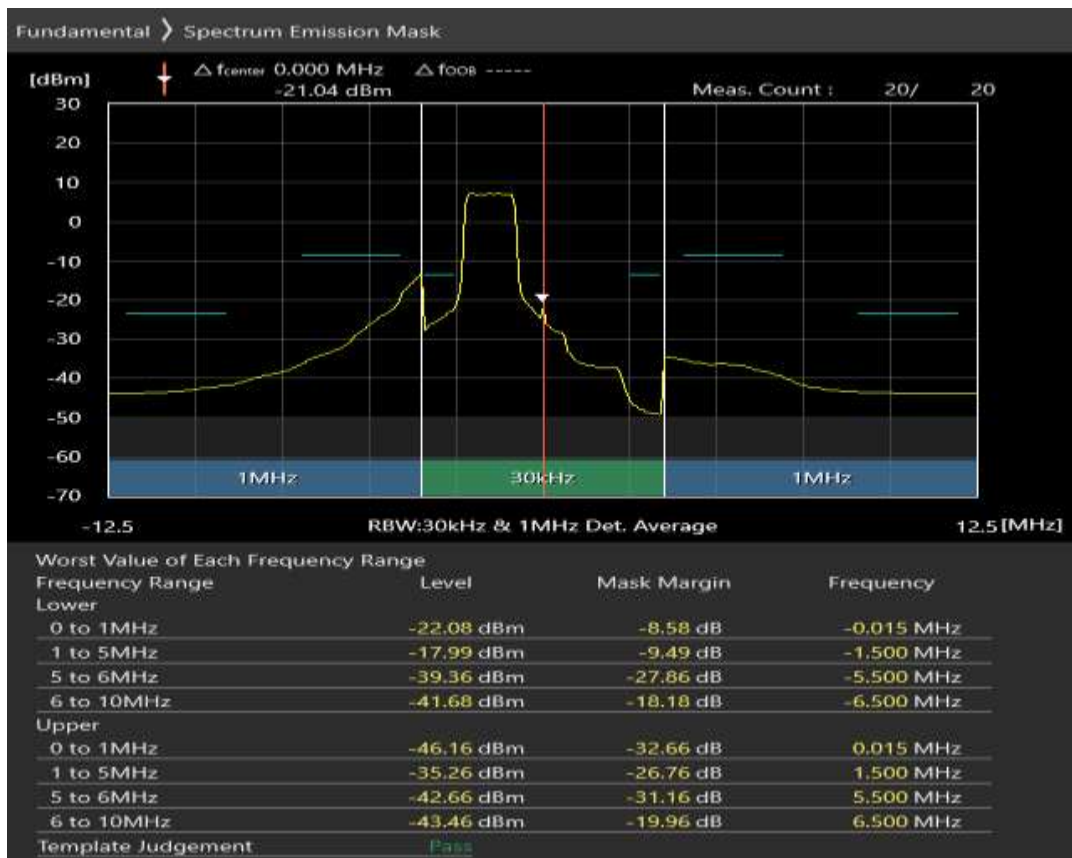 Fundamental 》 Spectrum Emission Mask
[dBm] △ fcenter 0.000 MHz △ fOOB -----
-21.04 dBm Meas. Count : 20/ 20
30
20
10
0
-10
-20
-30
-40
-50
-60
1MHz 30kHz 1MHz
-70
-12.5 RBW:30kHz & 1MHz Det. Average 12.5 [MHz]
Worst Value of Each Frequency Range
Frequency Range Level Mask Margin Frequency
Lower
0 to 1MHz -22.08 dBm -8.58 dB -0.015 MHz
1 to 5MHz -17.99 dBm -9.49 dB -1.500 MHz
5 to 6MHz -39.36 dBm -27.86 dB -5.500 MHz
6 to 10MHz -41.68 dBm -18.18 dB -6.500 MHz
Upper
0 to 1MHz -46.16 dBm -32.66 dB 0.015 MHz
1 to 5MHz -35.26 dBm -26.76 dB 1.500 MHz
5 to 6MHz -42.66 dBm -31.16 dB 5.500 MHz
6 to 10MHz -43.46 dBm -19.96 dB 6.500 MHz
Template Judgement Pass